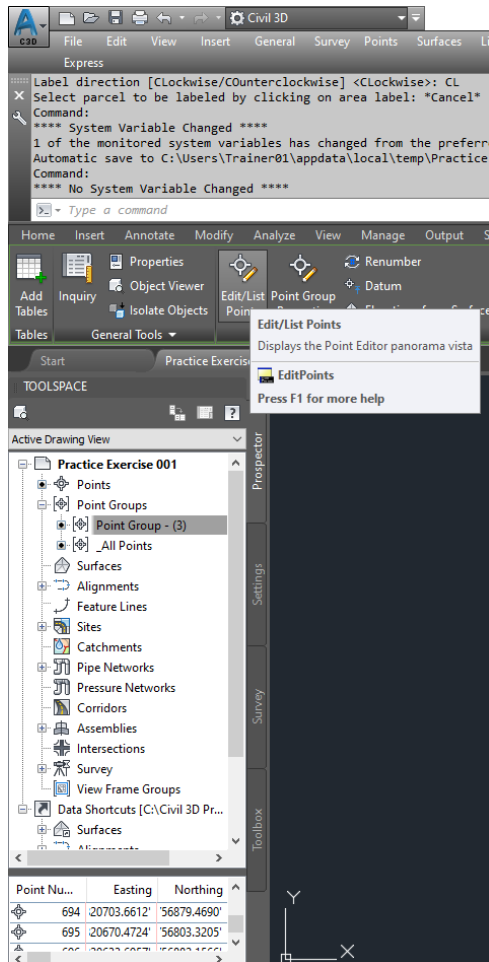 Civil 3D
C3D
File Edit View Insert General Survey Points Surfaces
Express
Label direction [CLockwise/COunterclockwise] <CLockwise>: CL
Select parcel to be labeled by clicking on area label: *Cancel*
Command:
**** System Variable Changed ****
1 of the monitored system variables has changed from the preferr
Automatic save to C:\Users\Trainer01\appdata\local\temp\Practice
Command:
**** No System Variable Changed ****
Type a command
Home Insert Annotate Modify Analyze View Manage Output S
Properties
Renumber
Object Viewer
Datum
Add
Tables
Inquiry
Isolate Objects
Edit/List
Point Group
Tables
General Tools
Edit/List Points
Displays the Point Editor panorama vista
EditPoints
Press F1 for more help
Start
Practice Exercis
TOOLSPACE
Active Drawing View
Practice Exercise 001
Points
Point Groups
Point Group - (3)
_All Points
Surfaces
Alignments
Feature Lines
Sites
Catchments
Pipe Networks
Pressure Networks
Corridors
Assemblies
Intersections
Survey
View Frame Groups
Data Shortcuts [C:\Civil 3D Pr...
Surfaces
Prospector
Settings
Survey
Toolbox
Point Nu... Easting Northing
694 20703.6612' '56879.4690'
695 20670.4724' '56803.3205'
Y
X